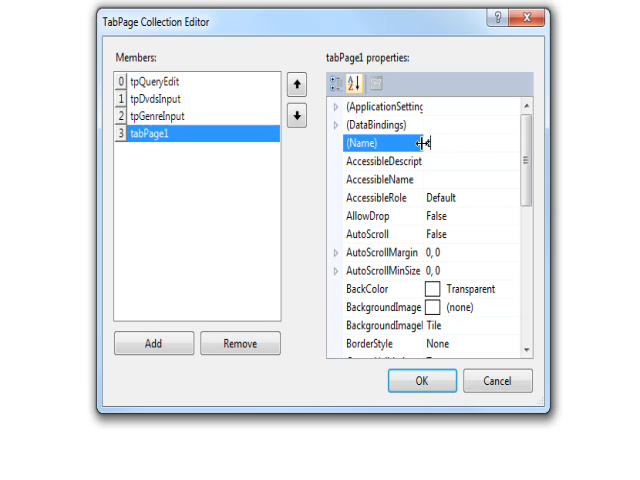 TabPage Collection Editor
Members:
0 tpQueryEdit
1 tpDvdsInput
2 tpGenreInput
3 tabPage1
Add Remove
tabPage1 properties:
(ApplicationSetting
(DataBindings)
(Name)
AccessibleDescript
AccessibleName
AccessibleRole Default
AllowDrop False
AutoScroll False
AutoScrollMargin 0, 0
AutoScrollMinSize 0, 0
BackColor Transparent
BackgroundImage (none)
BackgroundImagel Tile
BorderStyle None
OK Cancel